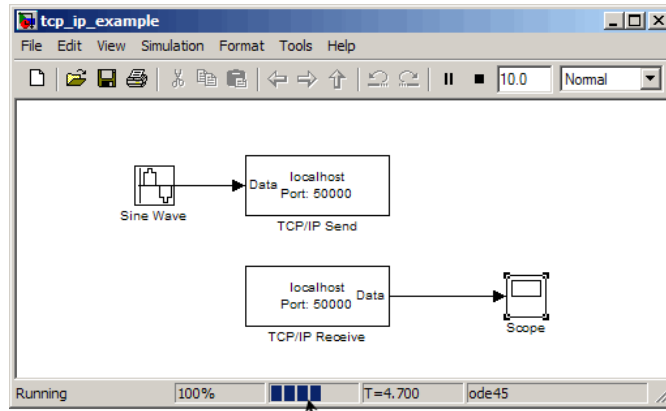 tcp_ip_example
File Edit View Simulation Format Tools Help
10.0 Normal
Data localhost
Port: 50000
Sine Wave
TCP/IP Send
localhost Data
Port: 50000
TCP/IP Receive
Scope
Running 100% T=4.700 ode45